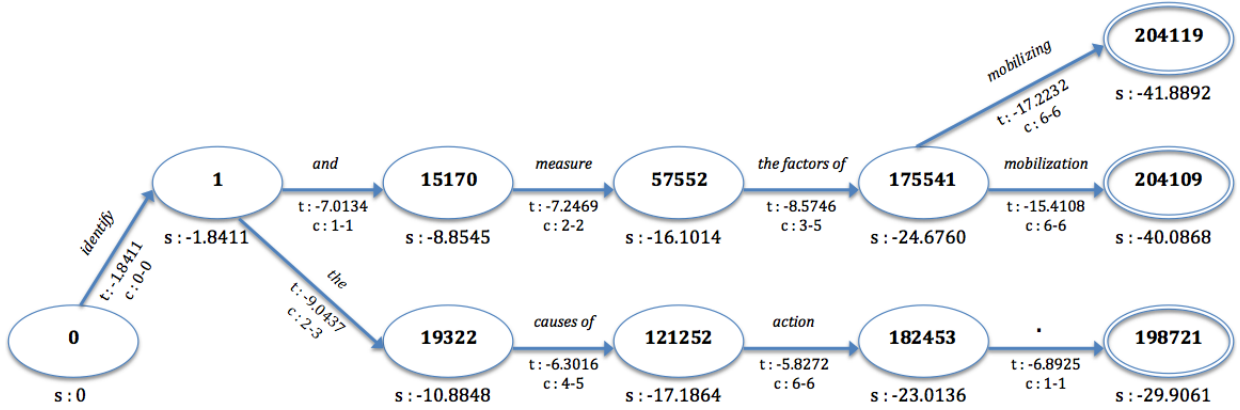 204119
mobilizing
t:-17.2232
c: 6-6
s : -41.8892
1
and
15170
measure
57552
the factors of
175541
mobilization
204109
t:-7.0134
c: 1-1
t:-7.2469
c: 2-2
t:-8.5746
c: 3-5
t:-15.4108
c: 6-6
s : -1.8411
s : -8.8545
s : -16.1014
s : -24.6760
s : -40.0868
identify
t:-1.8411
c: 0-0
the
t:-9.0437
c: 2-3
0
19322
causes of
121252
action
182453
.
198721
t:-6.3016
c: 4-5
t:-5.8272
c: 6-6
t:-6.8925
c: 1-1
s : 0
s : -10.8848
s : -17.1864
s : -23.0136
s : -29.9061